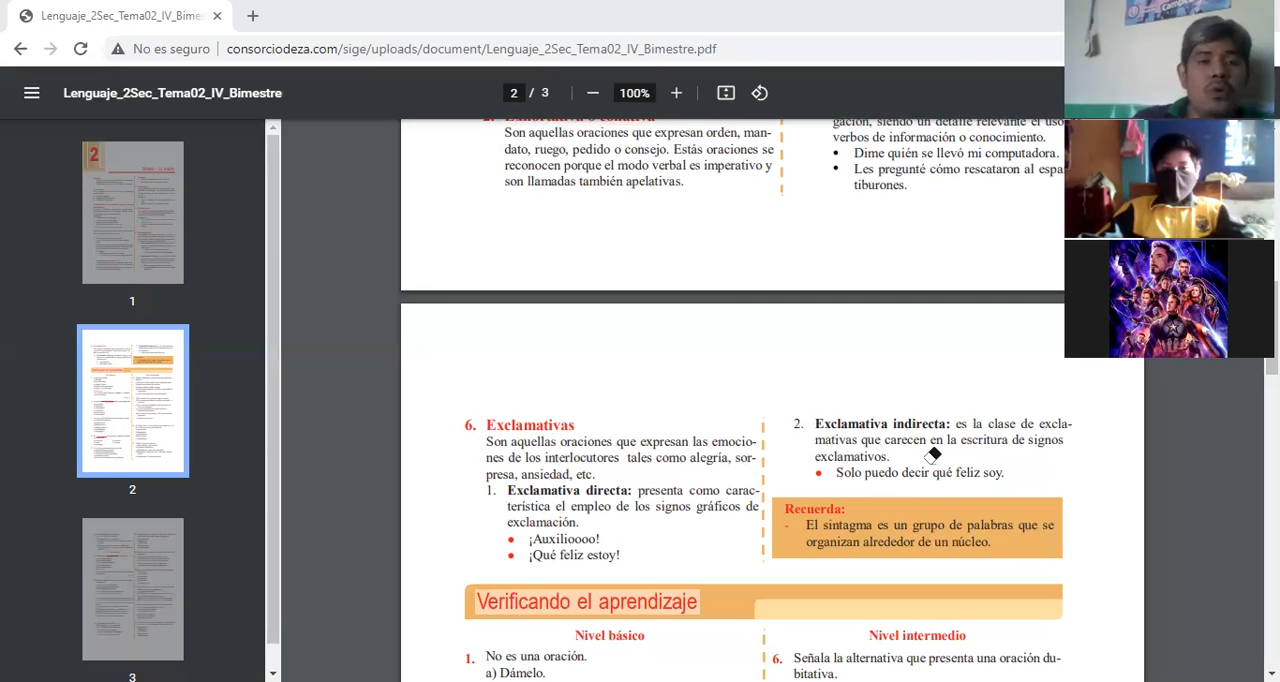 Lenguaje_2Sec_Tema02_IV_Bime
No es seguro
consorciodeza.com/sige/uploads/document/Lenguaje_2Sec_Tema02_IV_Bimestre.pdf
Lenguaje_2Sec_Tema02_IV_Bimestre
2 / 3
100%
1
2
3
Son aquellas oraciones que expresan orden, man-
dato, ruego, pedido o consejo. Estás oraciones se
reconocen porque el modo verbal es imperativo y
son llamadas también apelativas.
gación, siendo un detalle relevante el uso
verbos de información o conocimiento.
• Dime quién se llevó mi computadora.
• Les pregunté cómo rescataron al espa
tiburones.
6. Exclamativas
Son aquellas oraciones que expresan las emocio-
nes de los interlocutores tales como alegría, sor-
presa, ansiedad, etc.
1. Exclamativa directa: presenta como carac-
terística el empleo de los signos gráficos de
exclamación.
• ¡Auxilioooo!
• ¡Qué feliz estoy!
2. Exclamativa indirecta: es la clase de excla-
mativas que carecen en la escritura de signos
exclamativos.
• Solo puedo decir qué feliz soy.
Recuerda:
- El sintagma es un grupo de palabras que se
organizan alrededor de un núcleo.
Verificando el aprendizaje
Nivel básico
1. No es una oración.
a) Dámelo.
Nivel intermedio
6. Señala la alternativa que presenta una oración du-
bitativa.